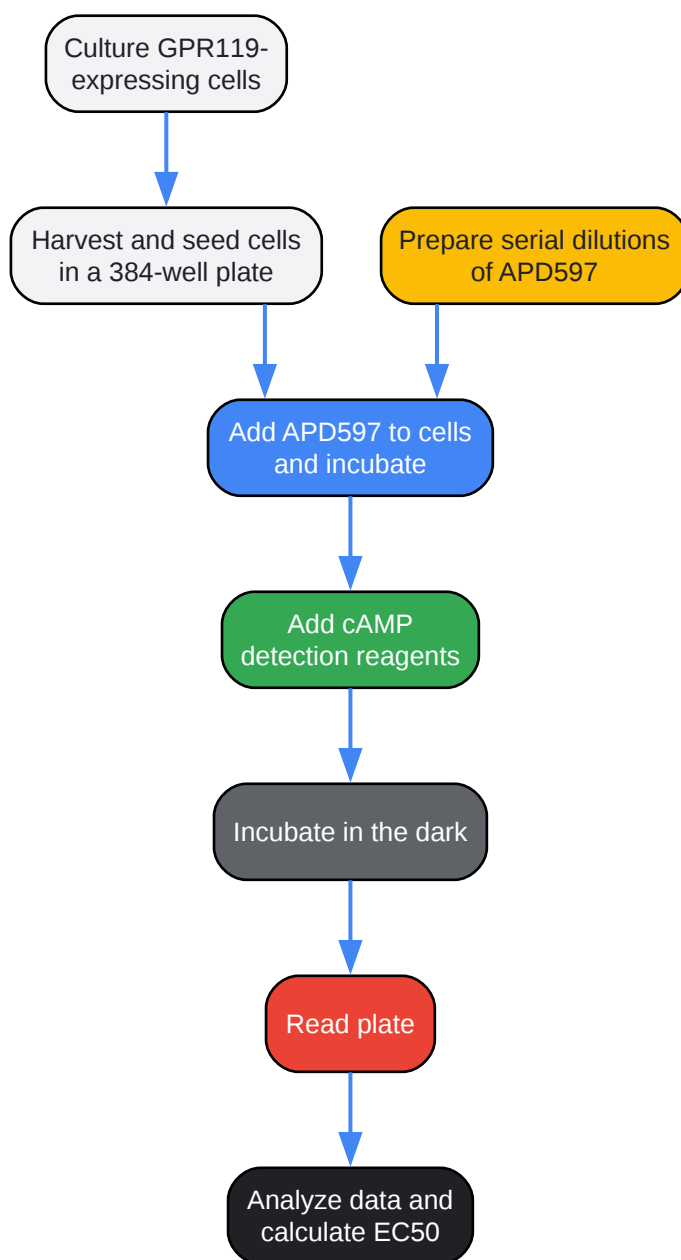 Culture GPR119-
expressing cells
Harvest and seed cells
in a 384-well plate
Prepare serial dilutions
of APD597
Add APD597 to cells
and incubate
Add cAMP
detection reagents
Incubate in the dark
Read plate
Analyze data and
calculate EC50